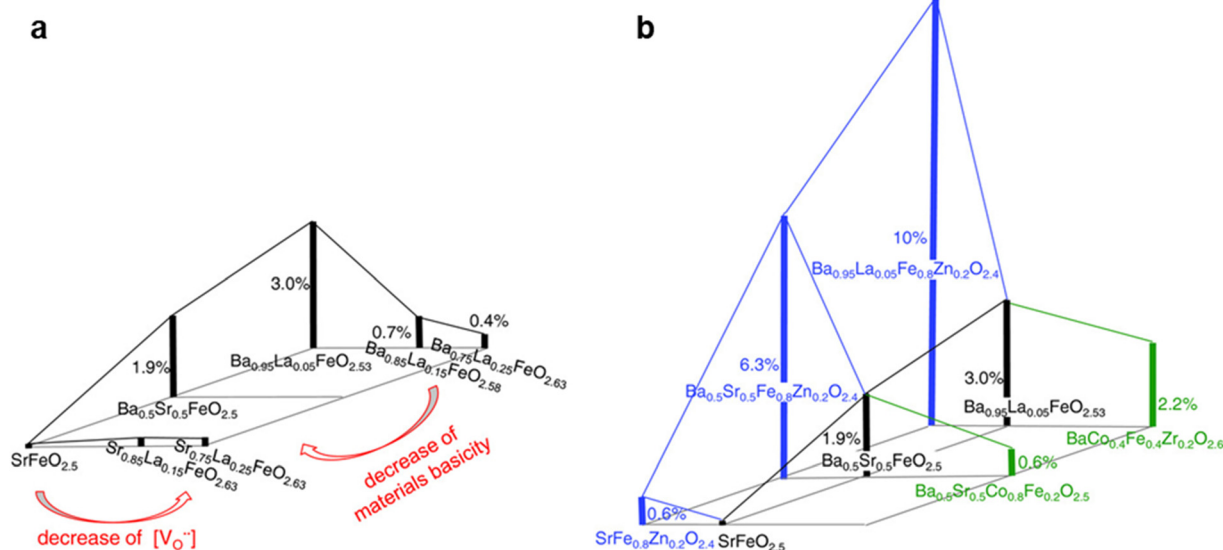 a
3.0%
0.4%
0.7%
1.9%
Ba₀.₉₅La₀.₀₅FeO₂.₅₃
Ba₀.₈₅La₀.₁₅FeO₂.₅₈
Ba₀.₇₅La₀.₂₅FeO₂.₆₃
Ba₀.₅Sr₀.₅FeO₂.₅
SrFeO₂.₅
Sr₀.₈₅La₀.₁₅FeO₂.₆₃
Sr₀.₇₅La₀.₂₅FeO₂.₆₃
decrease of
materials basicity
decrease of [V_O¨]
b
10%
Ba₀.₉₅La₀.₀₅Fe₀.₈Zn₀.₂O₂.₄
6.3%
Ba₀.₅Sr₀.₅Fe₀.₈Zn₀.₂O₂.₄
3.0%
Ba₀.₉₅La₀.₀₅FeO₂.₅₃
2.2%
BaCo₀.₄Fe₀.₄Zr₀.₂O₂.₆
1.9%
Ba₀.₅Sr₀.₅FeO₂.₅
0.6%
Ba₀.₅Sr₀.₅Co₀.₈Fe₀.₂O₂.₅
0.6%
SrFe₀.₈Zn₀.₂O₂.₄
SrFeO₂.₅